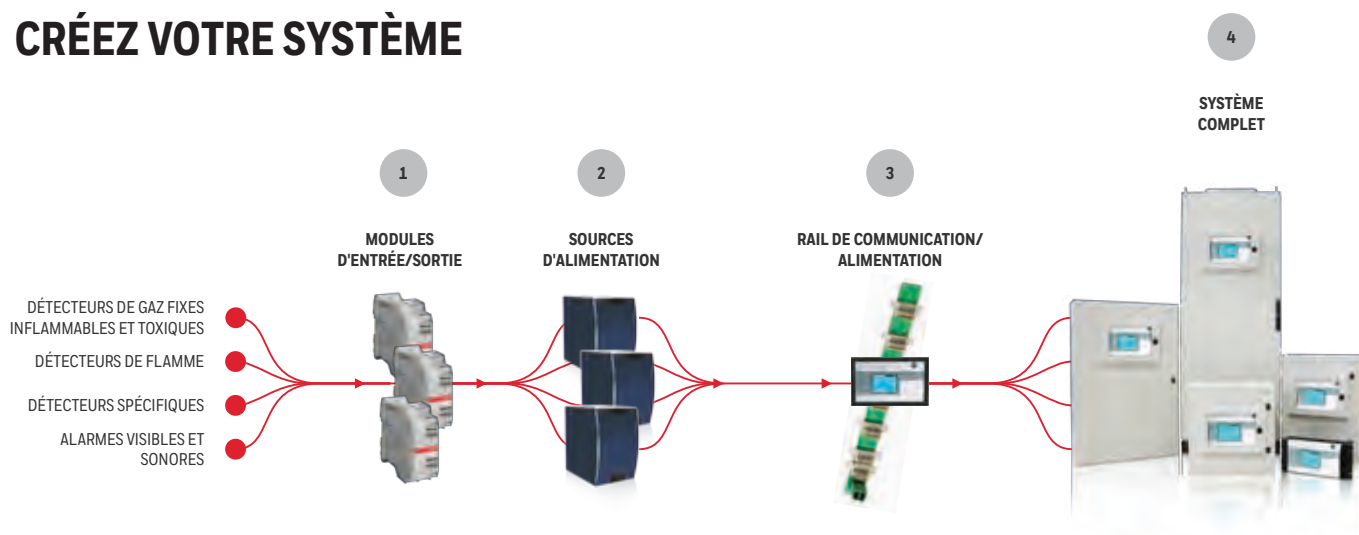 CRÉEZ VOTRE SYSTÈME
4
SYSTÈME
COMPLET
1
MODULES
D'ENTRÉE/SORTIE
2
SOURCES
D'ALIMENTATION
3
RAIL DE COMMUNICATION/
ALIMENTATION
DÉTECTEURS DE GAZ FIXES
INFLAMMABLES ET TOXIQUES
DÉTECTEURS DE FLAMME
DÉTECTEURS SPÉCIFIQUES
ALARMES VISIBLES ET
SONORES